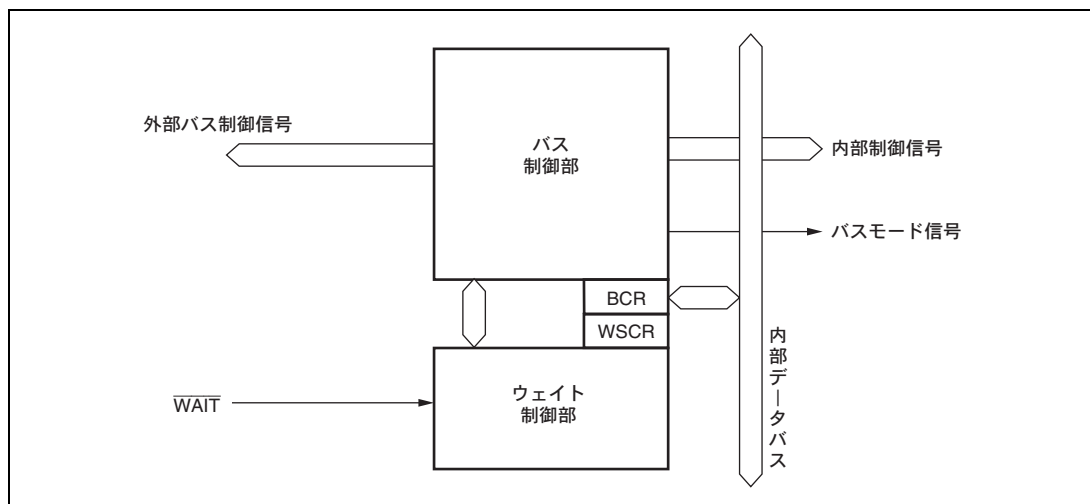 外部バス制御信号
バス
制御部
内部制御信号
バスモード信号
BCR
WSCR
内部データバス
WAIT
ウェイト
制御部